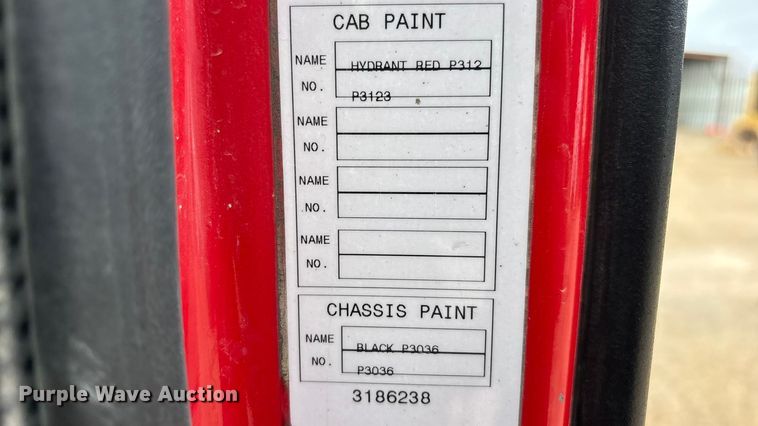 CAB PAINT
NAME HYDRANT RED P312
NO. P3123
NAME
NO.
NAME
NO.
NAME
NO.
CHASSIS PAINT
NAME BLACK P3036
NO. P3036
3186238
Purple Wave Auction